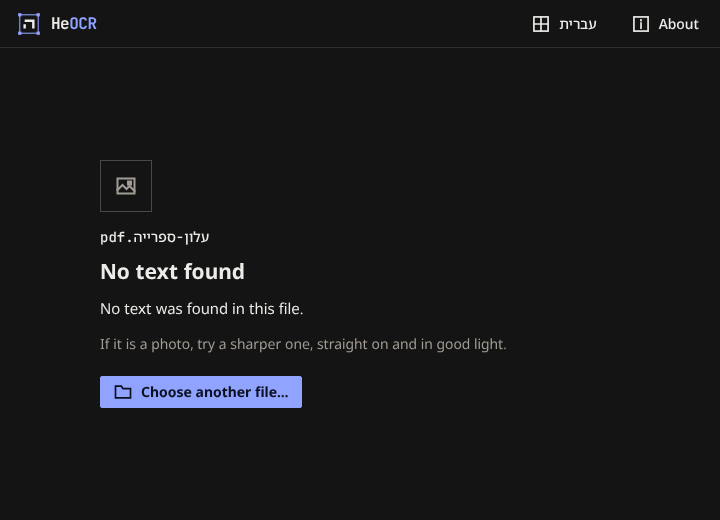 HeOCR
עברית
About
עלון-ספרייה.pdf
No text found
No text was found in this file.
If it is a photo, try a sharper one, straight on and in good light.
Choose another file...